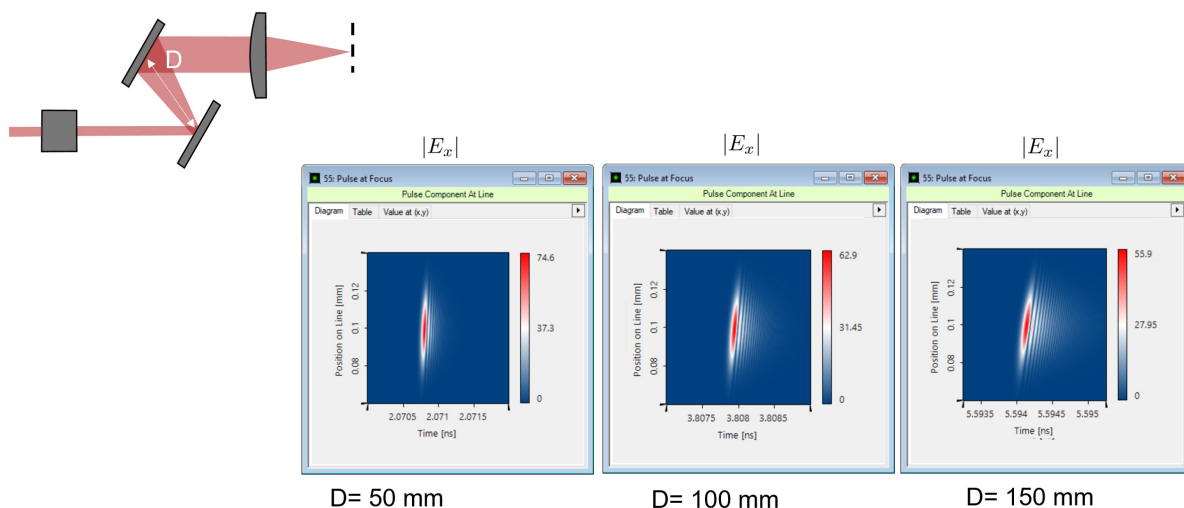 D
|E_x|
55: Pulse at Focus
Pulse Component At Line
Diagram Table Value at (x,y)
74.6
37.3
0
0.12
0.1
0.08
Position on Line [mm]
2.0705 2.071 2.0715
Time [ns]
D= 50 mm
|E_x|
55: Pulse at Focus
Pulse Component At Line
Diagram Table Value at (x,y)
62.9
31.45
0
0.12
0.1
0.08
Position on Line [mm]
3.8075 3.808 3.8085
Time [ns]
D= 100 mm
|E_x|
55: Pulse at Focus
Pulse Component At Line
Diagram Table Value at (x,y)
55.9
27.95
0
0.12
0.1
0.08
Position on Line [mm]
5.5935 5.594 5.5945 5.595
Time [ns]
D= 150 mm